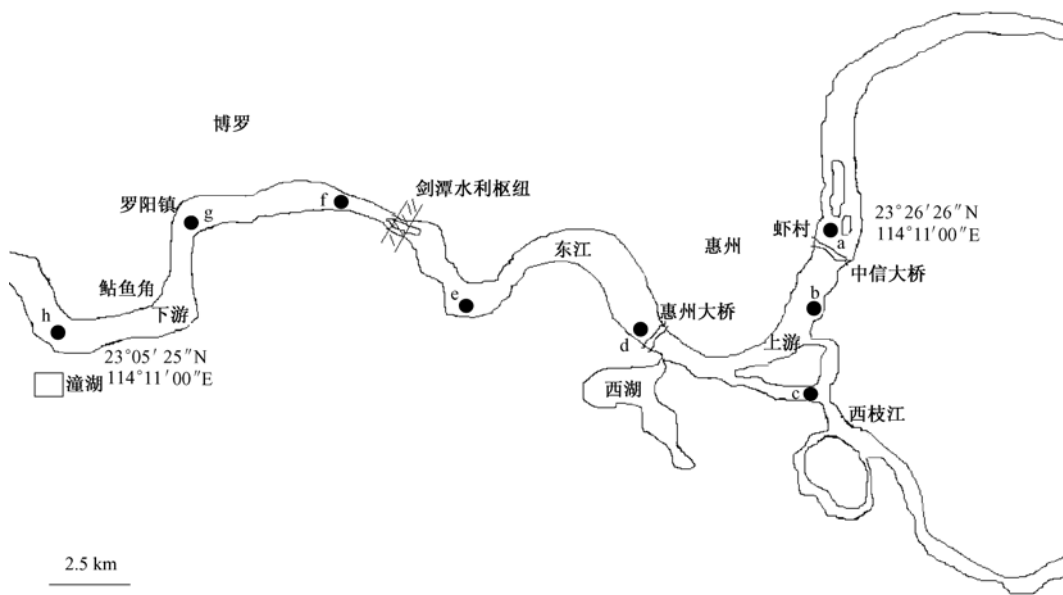 博罗
剑潭水利枢纽
罗阳镇
f
g
虾村
a
23°26′26″N
114°11′00″E
东江
惠州
中信大桥
鲇鱼角
下游
e
b
惠州大桥
h
d
上游
23°05′ 25″N
114°11′00″E
潼湖
西湖
c
西枝江
2.5 km